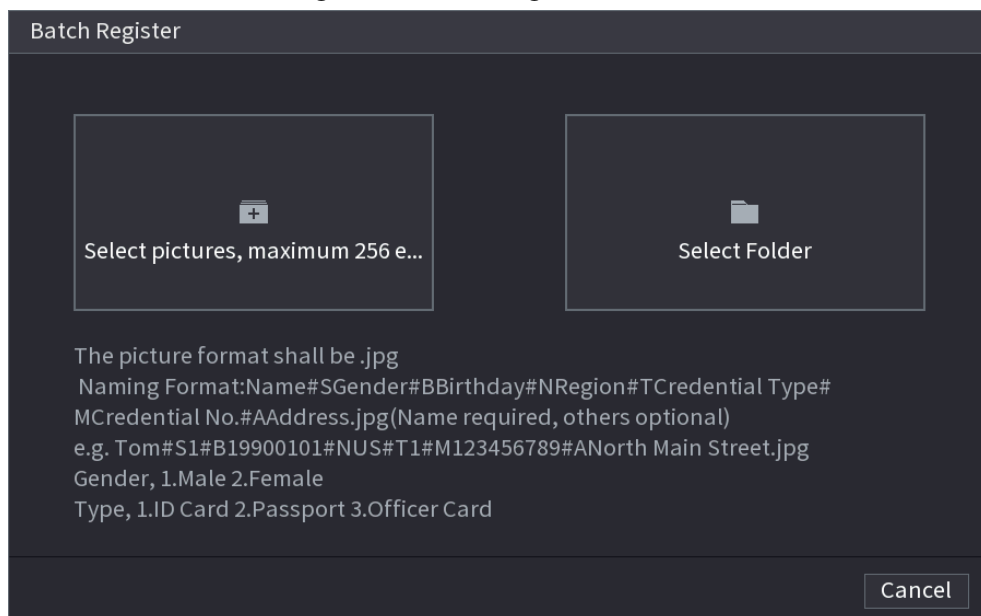 Batch Register
Select pictures, maximum 256 e...
Select Folder
The picture format shall be .jpg
Naming Format:Name#SGender#BBirthday#NRegion#TCredential Type#
MCredential No.#AAddress.jpg(Name required, others optional)
e.g. Tom#S1#B19900101#NUS#T1#M123456789#ANorth Main Street.jpg
Gender, 1.Male 2.Female
Type, 1.ID Card 2.Passport 3.Officer Card
Cancel